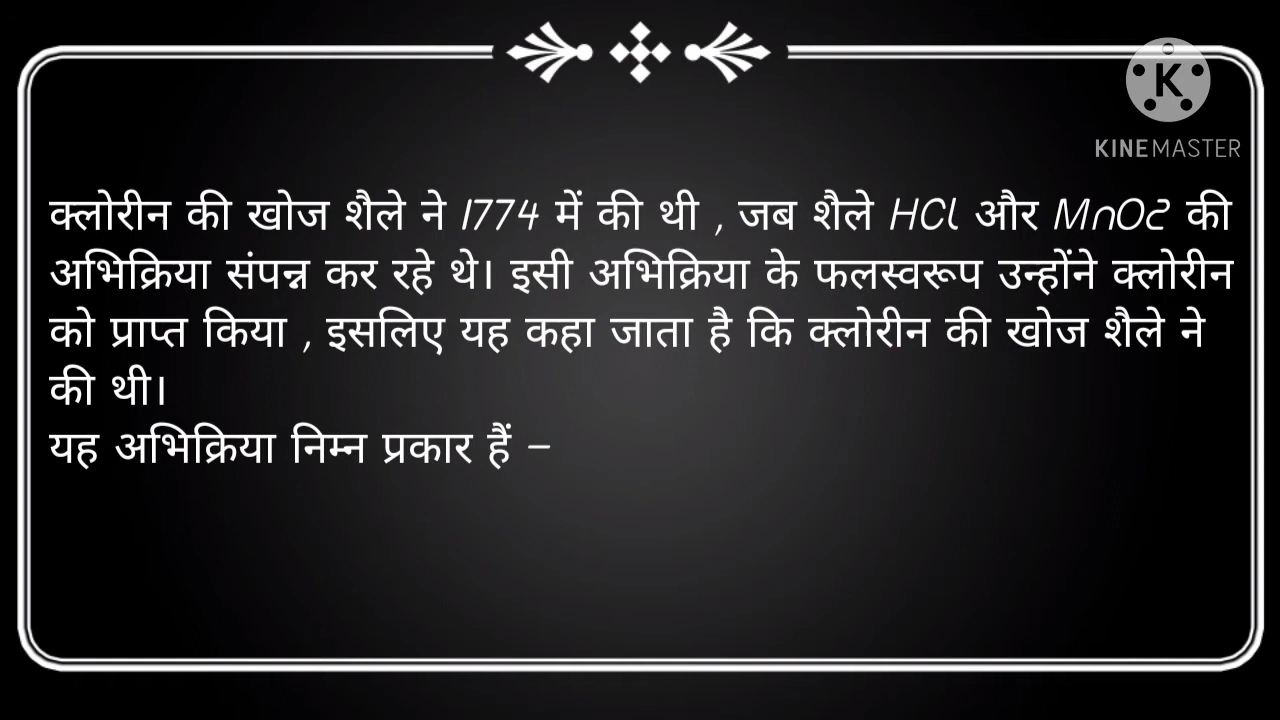 K
KINEMASTER
क्लोरीन की खोज शैले ने 1774 में की थी , जब शैले HCl और MnO2 की
अभिक्रिया संपन्न कर रहे थे। इसी अभिक्रिया के फलस्वरूप उन्होंने क्लोरीन
को प्राप्त किया , इसलिए यह कहा जाता है कि क्लोरीन की खोज शैले ने
की थी।
यह अभिक्रिया निम्न प्रकार हैं –